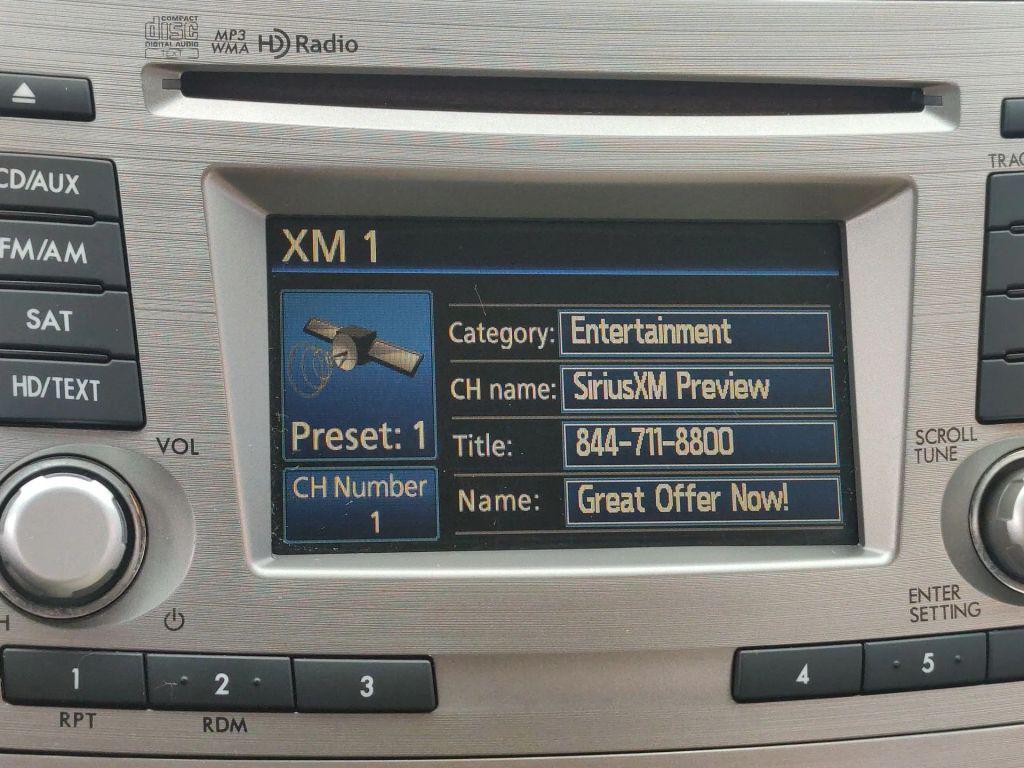 COMPACT
disc
DIGITAL AUDIO
TEXT
MP3
WMA
HD Radio
CD/AUX
FM/AM
SAT
HD/TEXT
VOL
XM 1
Preset: 1
CH Number
1
Category: Entertainment
CH name: SiriusXM Preview
Title: 844-711-8800
Name: Great Offer Now!
SCROLL
TUNE
ENTER
SETTING
1
RPT
2
RDM
3
4
5